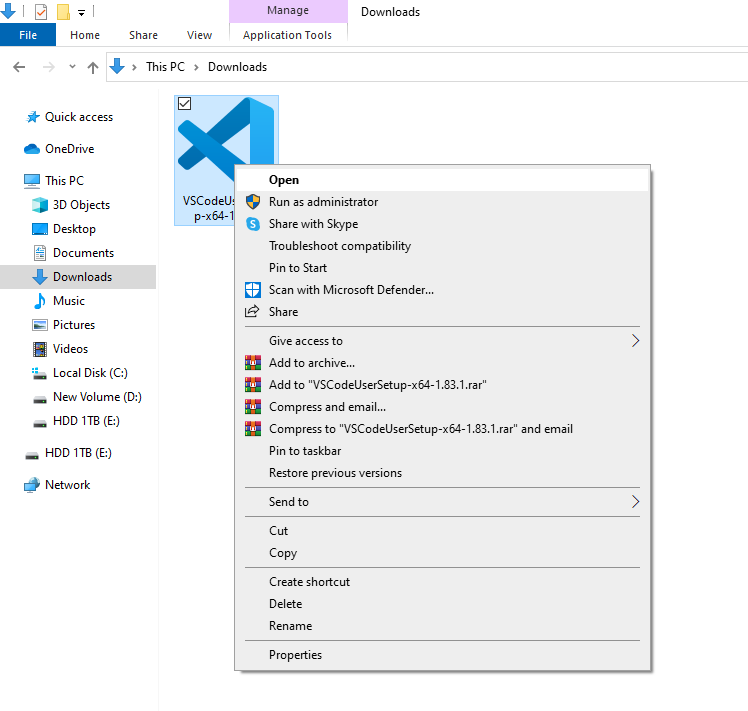 Manage
Downloads
File
Home
Share
View
Application Tools
This PC
Downloads
Quick access
OneDrive
This PC
3D Objects
Desktop
Documents
Downloads
Music
Pictures
Videos
Local Disk (C:)
New Volume (D:)
HDD 1TB (E:)
HDD 1TB (E:)
Network
VSCodeUs
p-x64-1
Open
Run as administrator
Share with Skype
Troubleshoot compatibility
Pin to Start
Scan with Microsoft Defender...
Share
Give access to
Add to archive...
Add to "VSCodeUserSetup-x64-1.83.1.rar"
Compress and email...
Compress to "VSCodeUserSetup-x64-1.83.1.rar" and email
Pin to taskbar
Restore previous versions
Send to
Cut
Copy
Create shortcut
Delete
Rename
Properties